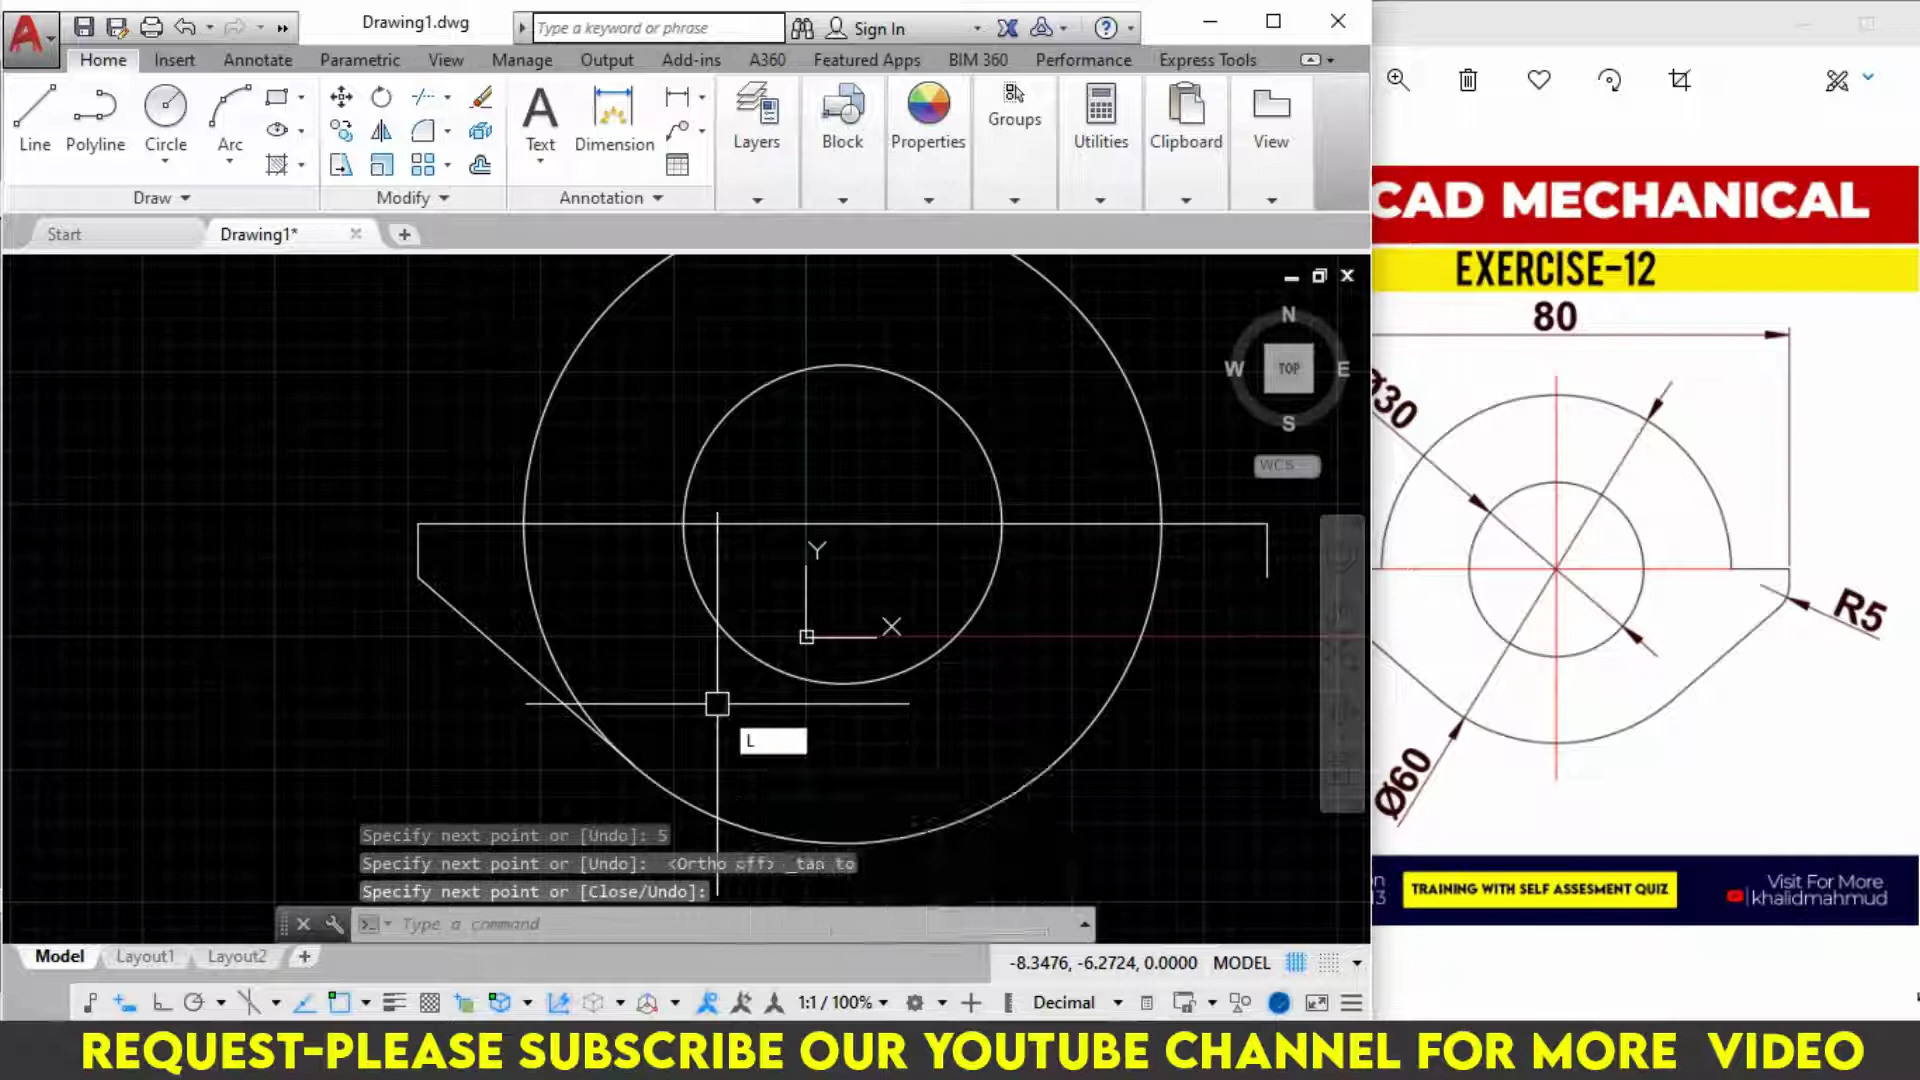 Drawing1.dwg
Type a keyword or phrase
Sign In
Home Insert Annotate Parametric View Manage Output Add-ins A360 Featured Apps BIM 360 Performance Express Tools
Line Polyline Circle Arc
Text Dimension
Layers Block Properties Groups Utilities Clipboard View
Draw Modify Annotation
Start Drawing1*
N
W TOP E
S
WCS
Y
X
L
Specify next point or [Undo]: 5
Specify next point or [Undo]: <Ortho off> _tan to
Specify next point or [Close/Undo]:
Type a command
Model Layout1 Layout2
-8.3476, -6.2724, 0.0000 MODEL
1:1 / 100% Decimal
CAD MECHANICAL
EXERCISE-12
80
Ø30
R5
Ø60
TRAINING WITH SELF ASSESMENT QUIZ
Visit For More
khalidmahmud
REQUEST-PLEASE SUBSCRIBE OUR YOUTUBE CHANNEL FOR MORE VIDEO